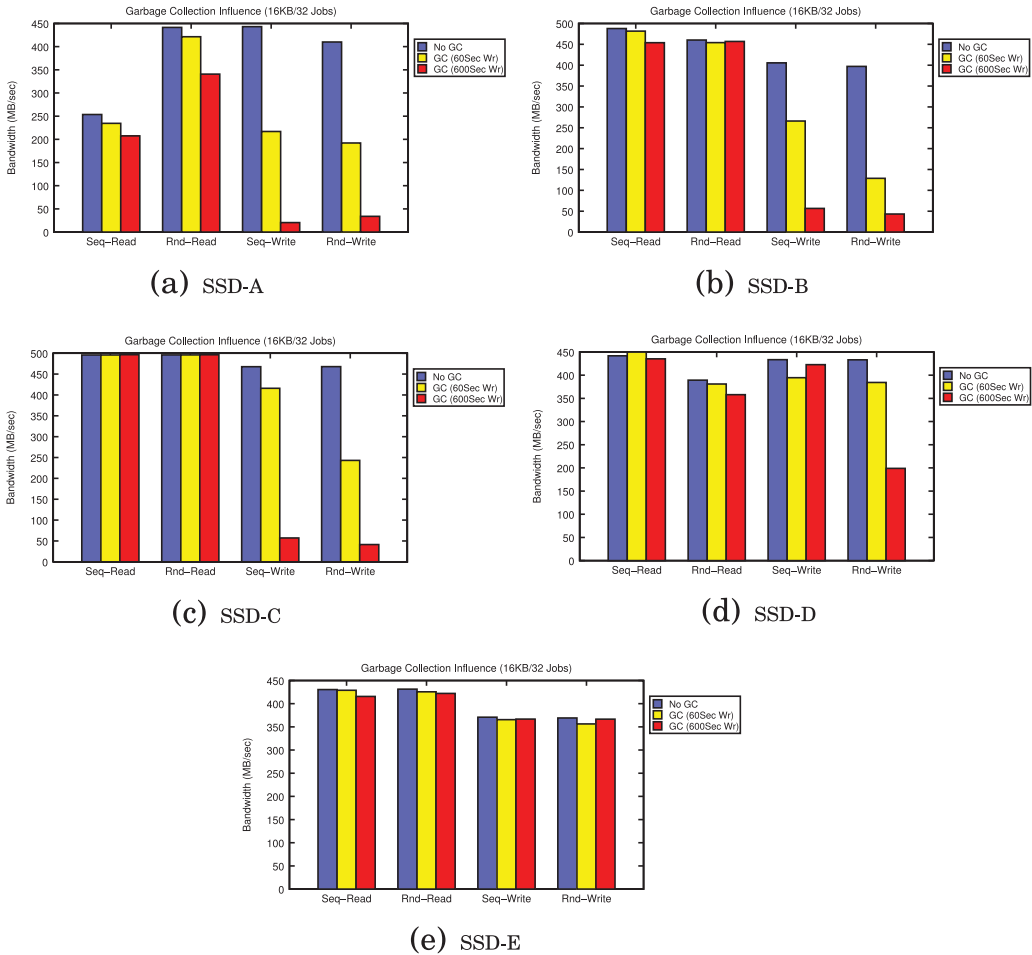 Garbage Collection Influence (16KB/32 Jobs)
450
400
350
300
250
200
150
100
50
0
Bandwidth (MB/sec)
No GC
GC (60Sec Wr)
GC (600Sec Wr)
Seq–Read Rnd–Read Seq–Write Rnd–Write
(a) SSD-A
Garbage Collection Influence (16KB/32 Jobs)
500
450
400
350
300
250
200
150
100
50
0
Bandwidth (MB/sec)
No GC
GC (60Sec Wr)
GC (600Sec Wr)
Seq–Read Rnd–Read Seq–Write Rnd–Write
(b) SSD-B
Garbage Collection Influence (16KB/32 Jobs)
500
450
400
350
300
250
200
150
100
50
0
Bandwidth (MB/sec)
No GC
GC (60Sec Wr)
GC (600Sec Wr)
Seq–Read Rnd–Read Seq–Write Rnd–Write
(c) SSD-C
Garbage Collection Influence (16KB/32 Jobs)
450
400
350
300
250
200
150
100
50
0
Bandwidth (MB/sec)
No GC
GC (60Sec Wr)
GC (600Sec Wr)
Seq–Read Rnd–Read Seq–Write Rnd–Write
(d) SSD-D
Garbage Collection Influence (16KB/32 Jobs)
450
400
350
300
250
200
150
100
50
0
Bandwidth (MB/sec)
No GC
GC (60Sec Wr)
GC (600Sec Wr)
Seq–Read Rnd–Read Seq–Write Rnd–Write
(e) SSD-E